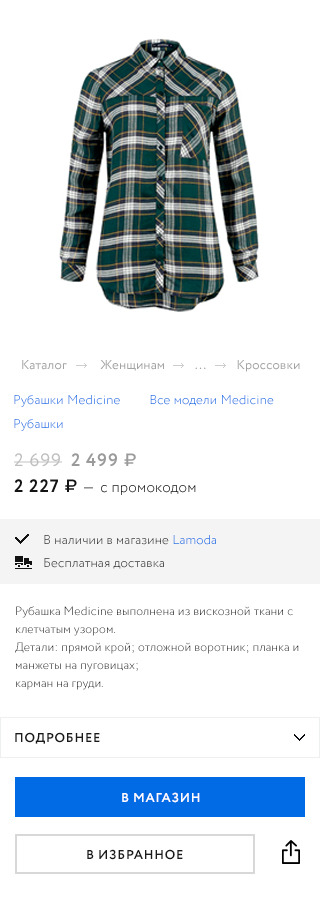 Каталог → Женщинам → ... → Кроссовки
Рубашки Medicine Все модели Medicine
Рубашки
2 699 2 499 ₽
2 227 ₽ — с промокодом
В наличии в магазине Lamoda
Бесплатная доставка
Рубашка Medicine выполнена из вискозной ткани с
клетчатым узором.
Детали: прямой крой; отложной воротник; планка и
манжеты на пуговицах;
карман на груди.
ПОДРОБНЕЕ
В МАГАЗИН
В ИЗБРАННОЕ